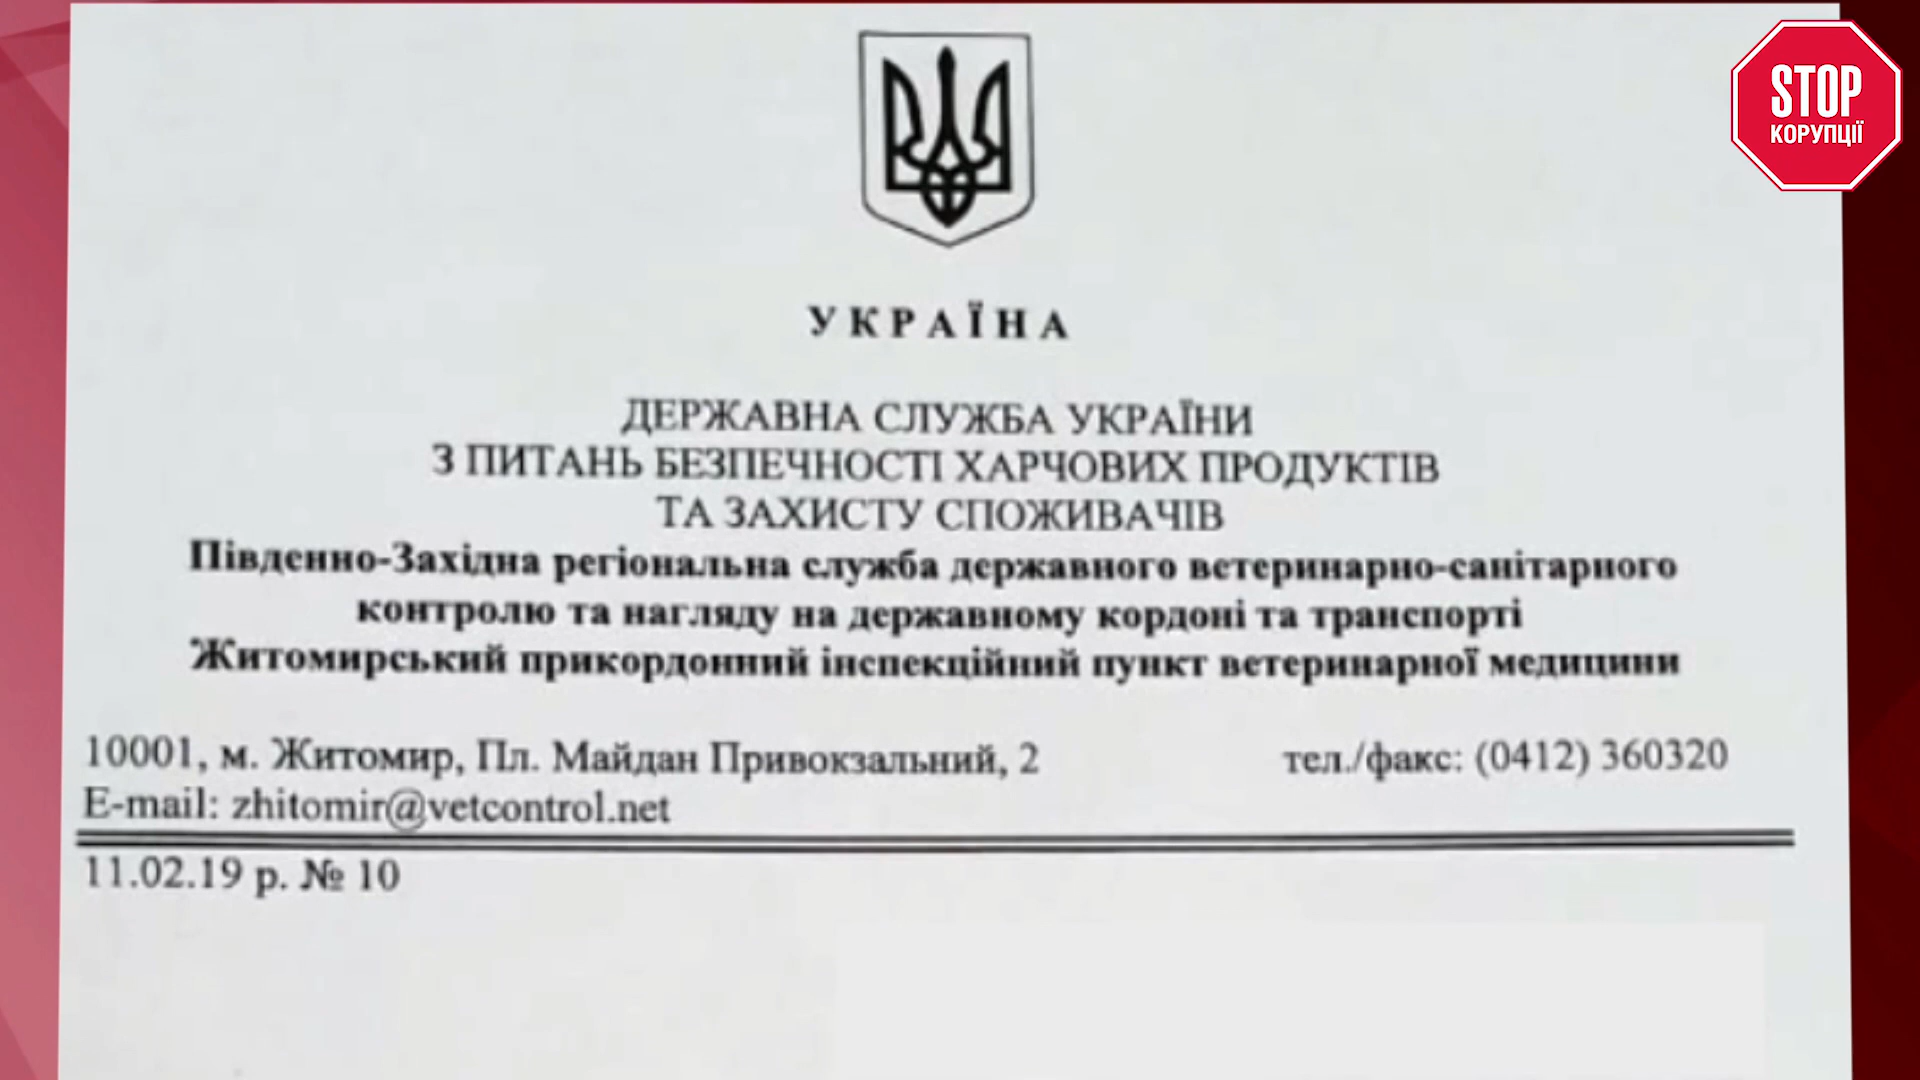 STOP
КОРУПЦІЇ
УКРАЇНА
ДЕРЖАВНА СЛУЖБА УКРАЇНИ
З ПИТАНЬ БЕЗПЕЧНОСТІ ХАРЧОВИХ ПРОДУКТІВ
ТА ЗАХИСТУ СПОЖИВАЧІВ
Південно-Західна регіональна служба державного ветеринарно-санітарного
контролю та нагляду на державному кордоні та транспорті
Житомирський прикордонний інспекційний пункт ветеринарної медицини
10001, м. Житомир, Пл. Майдан Привокзальний, 2 тел./факс: (0412) 360320
E-mail: zhitomir@vetcontrol.net
11.02.19 р. № 10